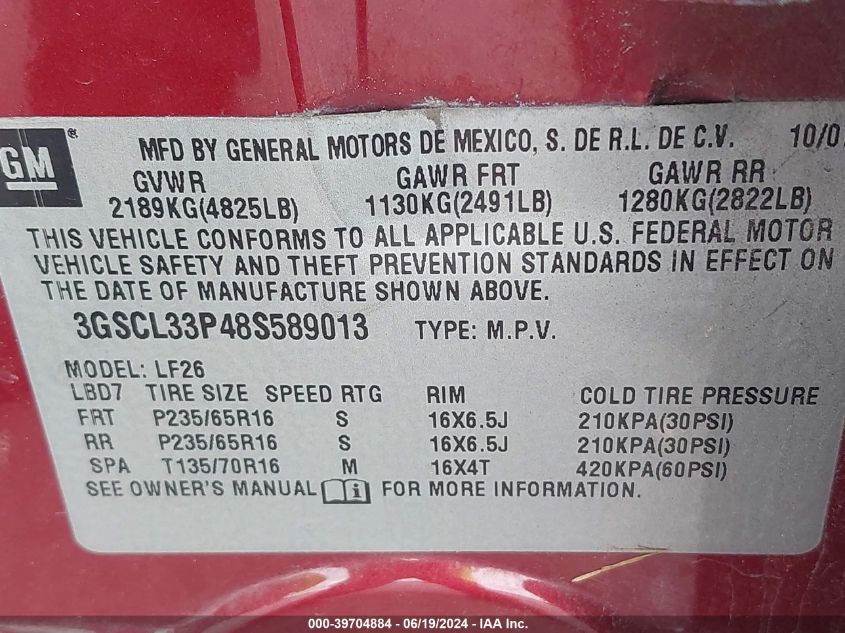 GM ®
MFD BY GENERAL MOTORS DE MEXICO, S. DE R.L. DE C.V. 10/0
GVWR GAWR FRT GAWR RR
2189KG(4825LB) 1130KG(2491LB) 1280KG(2822LB)
THIS VEHICLE CONFORMS TO ALL APPLICABLE U.S. FEDERAL MOTOR
VEHICLE SAFETY AND THEFT PREVENTION STANDARDS IN EFFECT ON
THE DATE OF MANUFACTURE SHOWN ABOVE.
3GSCL33P48S589013 TYPE: M.P.V.
MODEL: LF26
LBD7 TIRE SIZE SPEED RTG RIM COLD TIRE PRESSURE
FRT P235/65R16 S 16X6.5J 210KPA(30PSI)
RR P235/65R16 S 16X6.5J 210KPA(30PSI)
SPA T135/70R16 M 16X4T 420KPA(60PSI)
SEE OWNER'S MANUAL i FOR MORE INFORMATION.
000-39704884 / 06/19/2024 - IAA Inc.